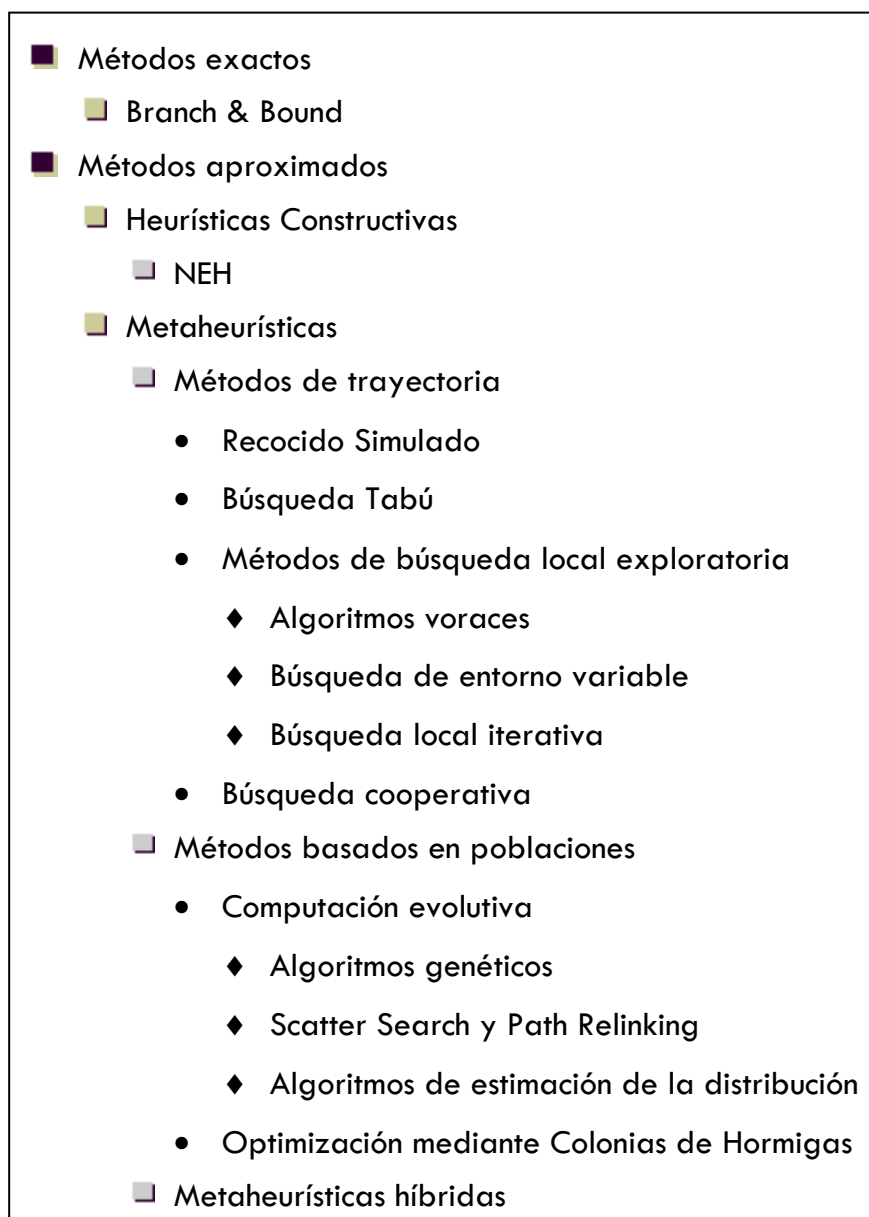 Métodos exactos
Branch & Bound
Métodos aproximados
Heurísticas Constructivas
NEH
Metaheurísticas
Métodos de trayectoria
Recocido Simulado
Búsqueda Tabú
Métodos de búsqueda local exploratoria
Algoritmos voraces
Búsqueda de entorno variable
Búsqueda local iterativa
Búsqueda cooperativa
Métodos basados en poblaciones
Computación evolutiva
Algoritmos genéticos
Scatter Search y Path Relinking
Algoritmos de estimación de la distribución
Optimización mediante Colonias de Hormigas
Metaheurísticas híbridas